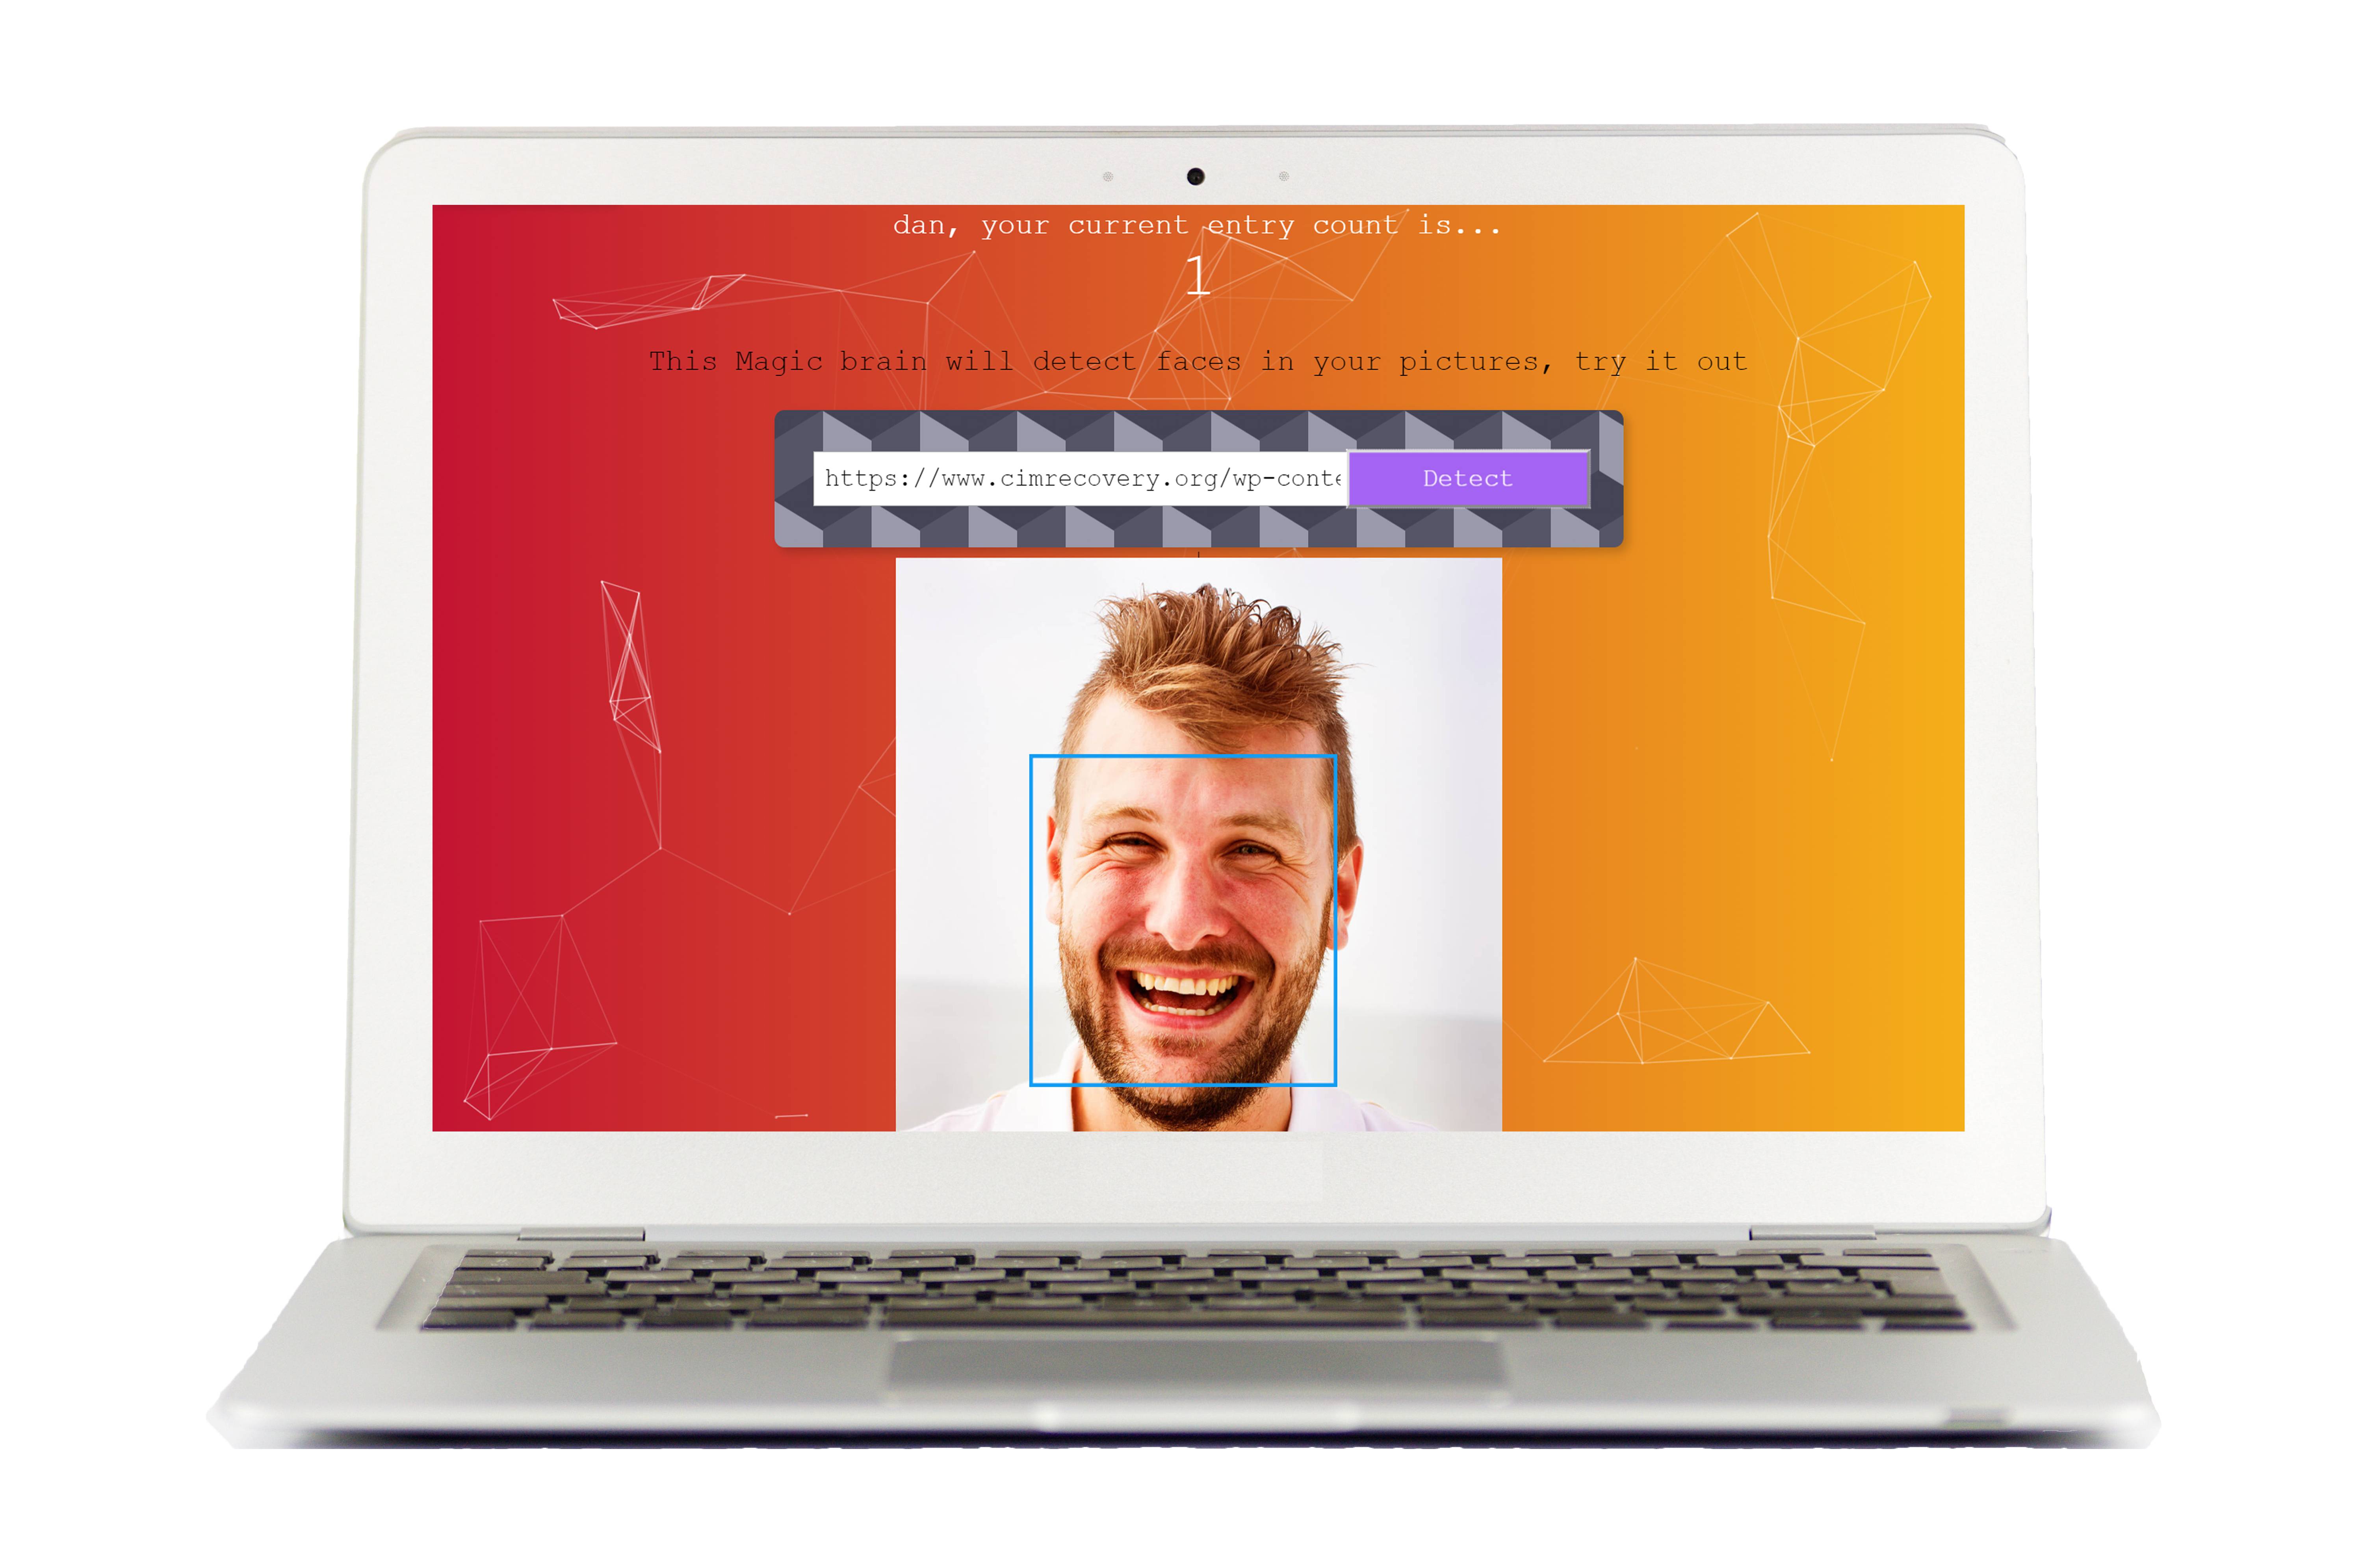 dan, your current entry count is...
1
This Magic brain will detect faces in your pictures, try it out
https://www.cimrecovery.org/wp-conte Detect